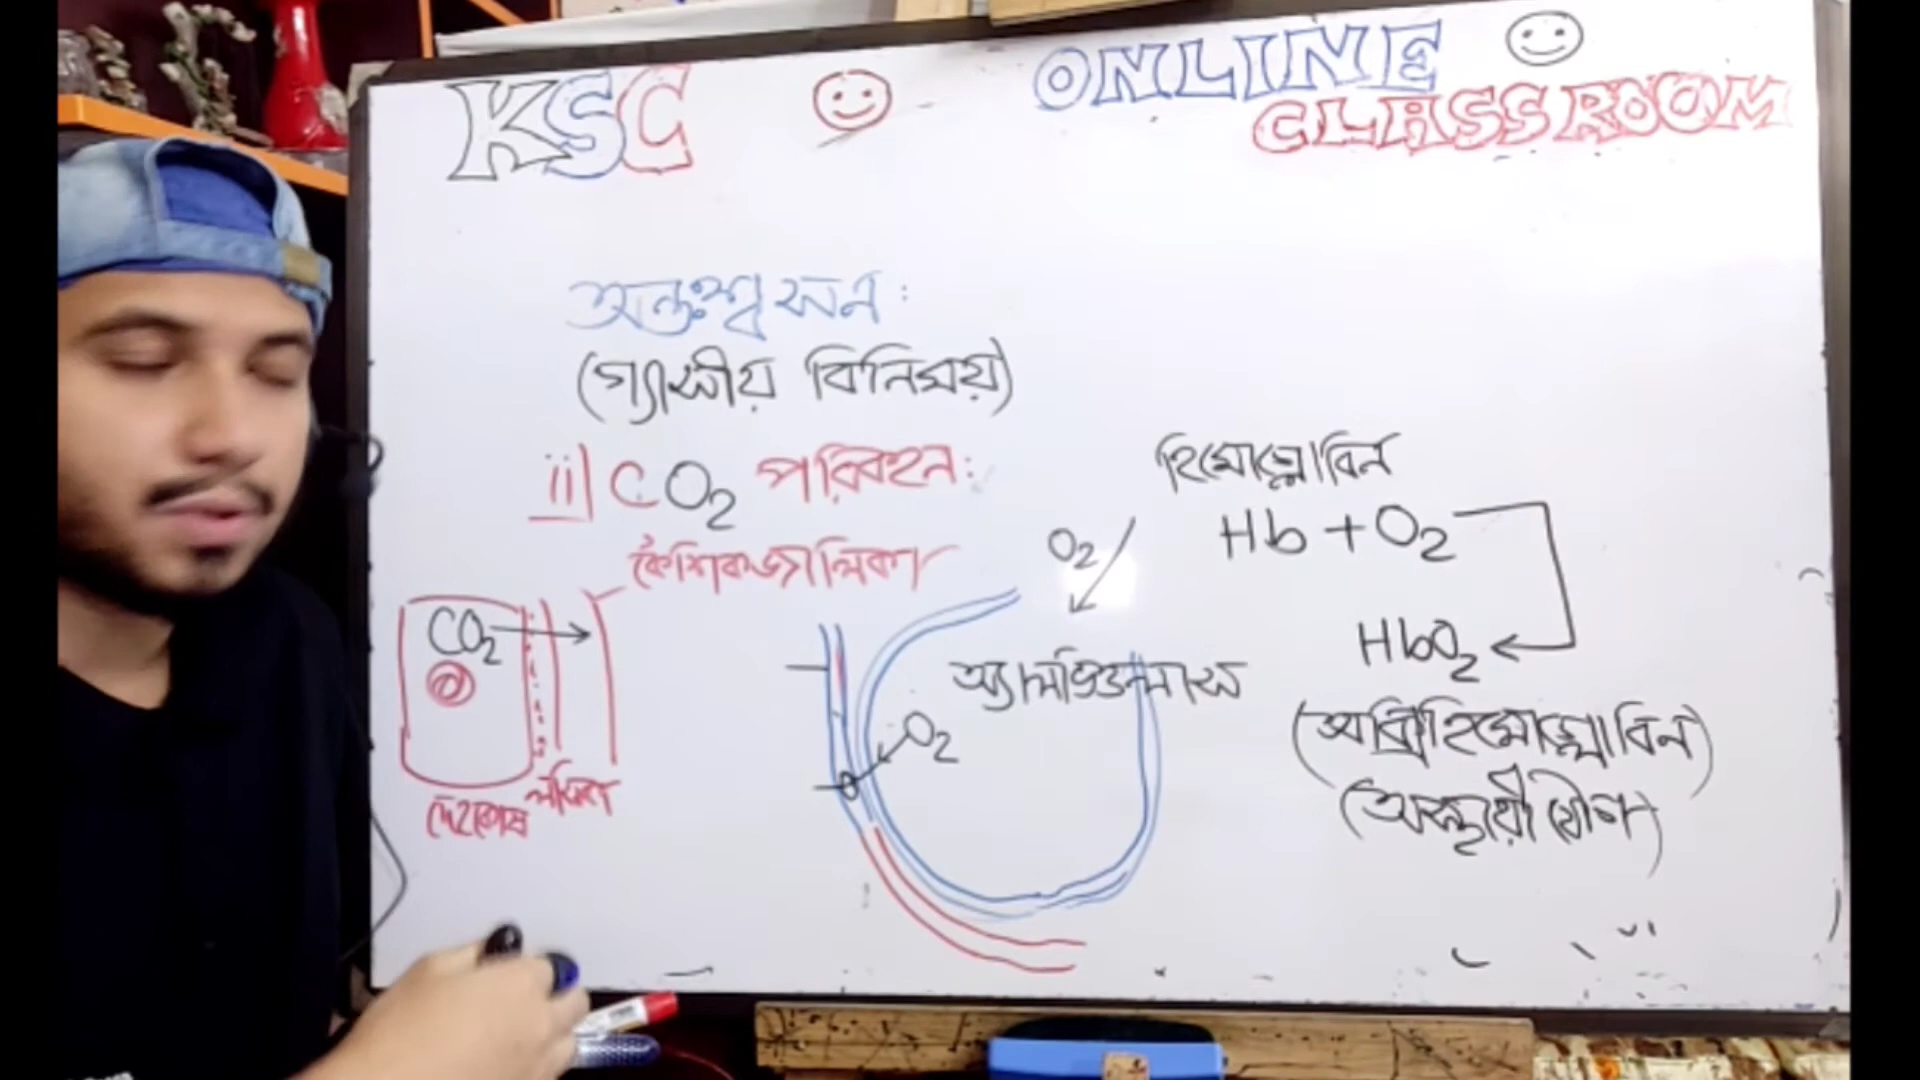 KSC
ONLINE
CLASSROOM
অন্তঃশ্বসন:
(গ্যাসীয় বিনিময়)
ii) CO2 পরিবহন:
কৈশিকজালিকা
CO2
দেহকোষ
লসিকা
O2
অ্যালভিওলাস
O2
হিমোগ্লোবিন
Hb + O2
HbO2
(অক্সিহিমোগ্লোবিন)
(অস্থায়ী যৌগ)